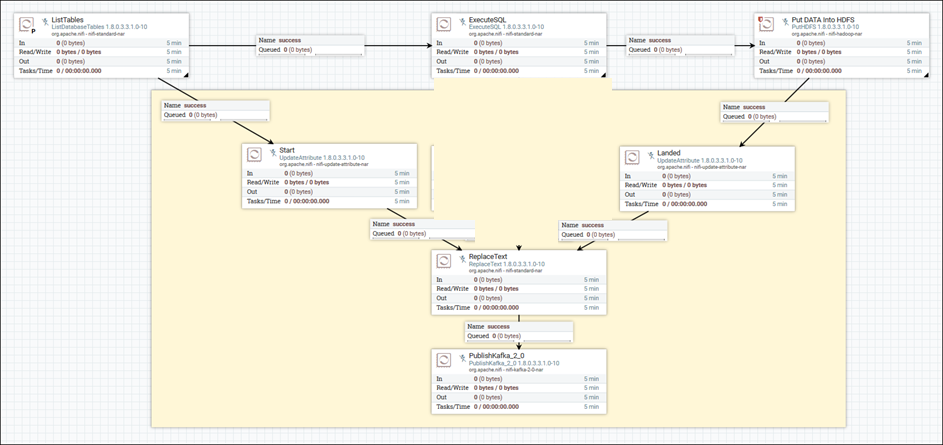 ListTables
ListDatabaseTables 1.8.0.3.3.1.0-10
org.apache.nifi - nifi-standard-nar
P
In 0 (0 bytes) 5 min
Read/Write 0 bytes / 0 bytes 5 min
Out 0 (0 bytes) 5 min
Tasks/Time 0 / 00:00:00.000 5 min
Name success
Queued 0 (0 bytes)
ExecuteSQL
ExecuteSQL 1.8.0.3.3.1.0-10
org.apache.nifi - nifi-standard-nar
In 0 (0 bytes) 5 min
Read/Write 0 bytes / 0 bytes 5 min
Out 0 (0 bytes) 5 min
Tasks/Time 0 / 00:00:00.000 5 min
Name success
Queued 0 (0 bytes)
Put DATA Into HDFS
PutHDFS 1.8.0.3.3.1.0-10
org.apache.nifi - nifi-hadoop-nar
In 0 (0 bytes) 5 min
Read/Write 0 bytes / 0 bytes 5 min
Out 0 (0 bytes) 5 min
Tasks/Time 0 / 00:00:00.000 5 min
Name success
Queued 0 (0 bytes)
Name success
Queued 0 (0 bytes)
Start
UpdateAttribute 1.8.0.3.3.1.0-10
org.apache.nifi - nifi-update-attribute-nar
In 0 (0 bytes) 5 min
Read/Write 0 bytes / 0 bytes 5 min
Out 0 (0 bytes) 5 min
Tasks/Time 0 / 00:00:00.000 5 min
Landed
UpdateAttribute 1.8.0.3.3.1.0-10
org.apache.nifi - nifi-update-attribute-nar
In 0 (0 bytes) 5 min
Read/Write 0 bytes / 0 bytes 5 min
Out 0 (0 bytes) 5 min
Tasks/Time 0 / 00:00:00.000 5 min
Name success
Queued 0 (0 bytes)
Name success
Queued 0 (0 bytes)
ReplaceText
ReplaceText 1.8.0.3.3.1.0-10
org.apache.nifi - nifi-standard-nar
In 0 (0 bytes) 5 min
Read/Write 0 bytes / 0 bytes 5 min
Out 0 (0 bytes) 5 min
Tasks/Time 0 / 00:00:00.000 5 min
Name success
Queued 0 (0 bytes)
PublishKafka_2_0
PublishKafka_2_0 1.8.0.3.3.1.0-10
org.apache.nifi - nifi-kafka-2-0-nar
In 0 (0 bytes) 5 min
Read/Write 0 bytes / 0 bytes 5 min
Out 0 (0 bytes) 5 min
Tasks/Time 0 / 00:00:00.000 5 min